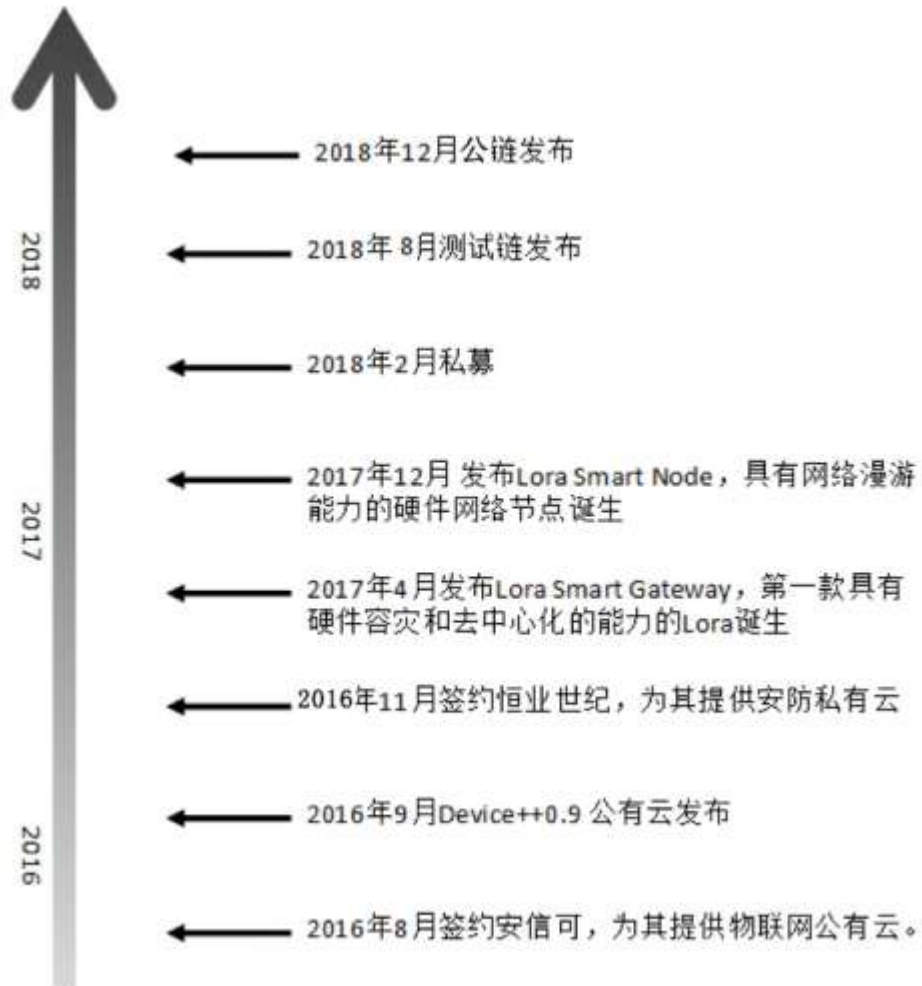 2018年12月公链发布
2018
2018年 8月测试链发布
2018年2月私募
2017年12月 发布Lora Smart Node，具有网络漫游
能力的硬件网络节点诞生
2017
2017年4月发布Lora Smart Gateway，第一款具有
硬件容灾和去中心化的能力的Lora诞生
2016年11月签约恒业世纪，为其提供安防私有云
2016年9月Device++0.9 公有云发布
2016
2016年8月签约安信可，为其提供物联网公有云。